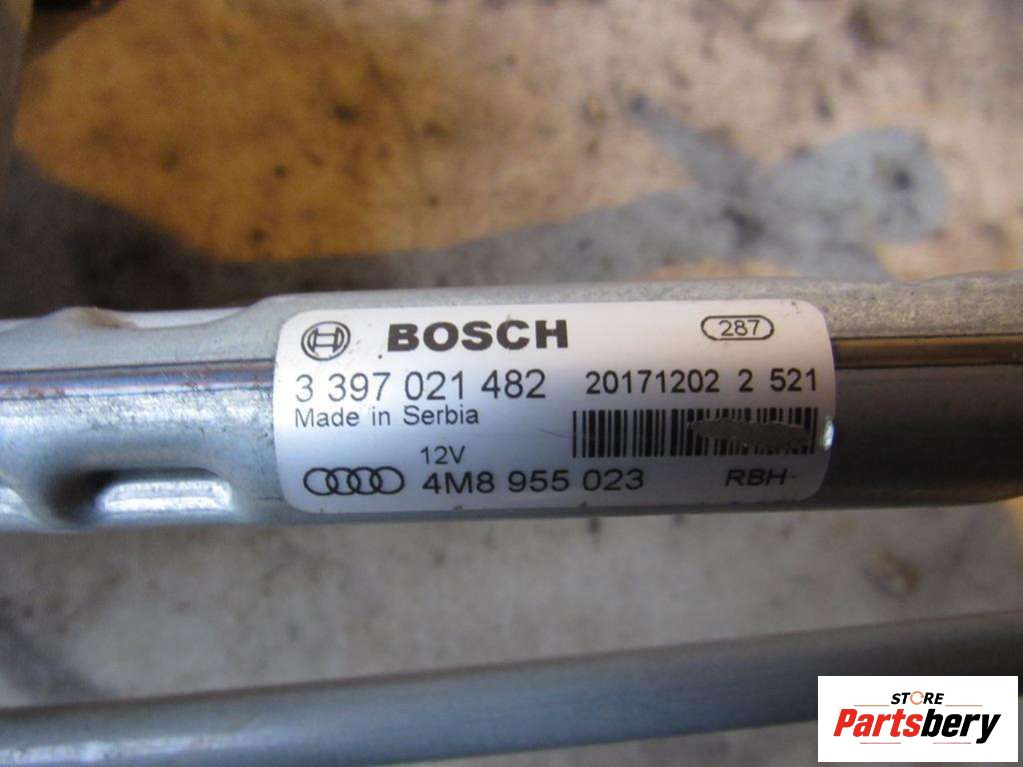 BOSCH 287
3 397 021 482 20171202 2 521
Made in Serbia
12V
4M8 955 023 RBH
STORE
Partsbery